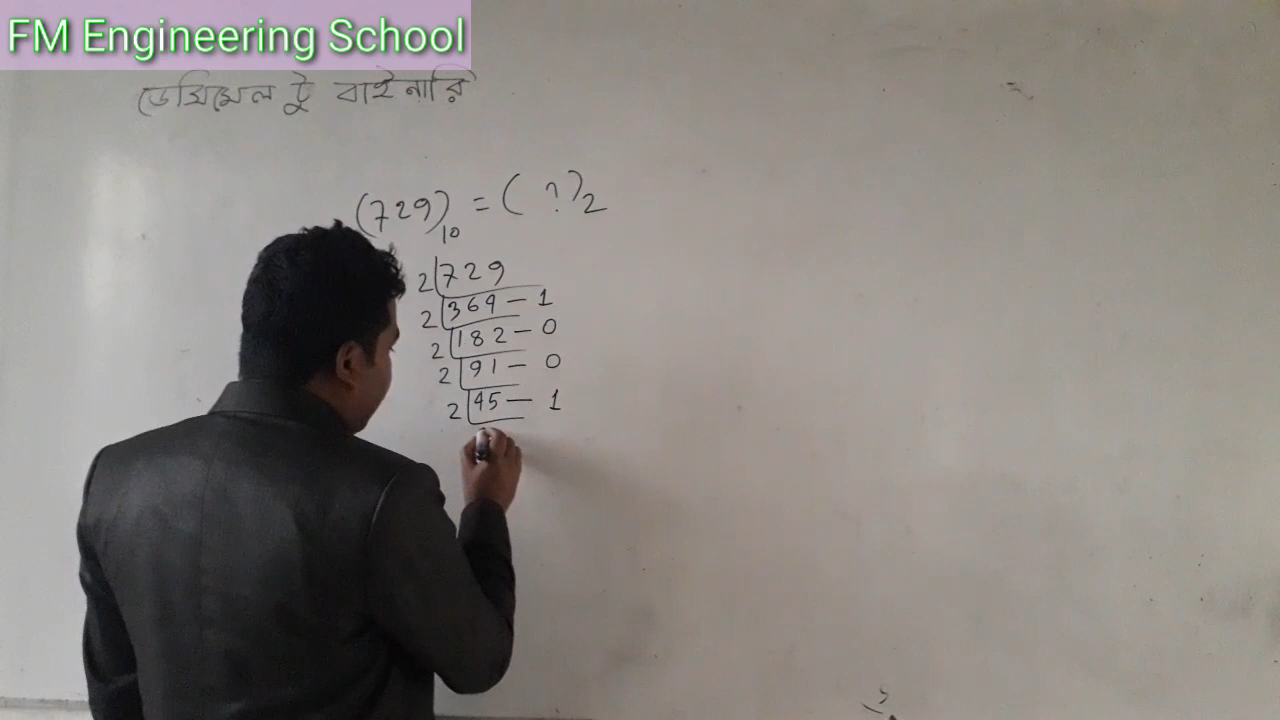 FM Engineering School
ডেসিমেল টু বাইনারি
(729)10 = ( ?)2
2 729
2 369 — 1
2 182 — 0
2 91 — 0
2 45 — 1